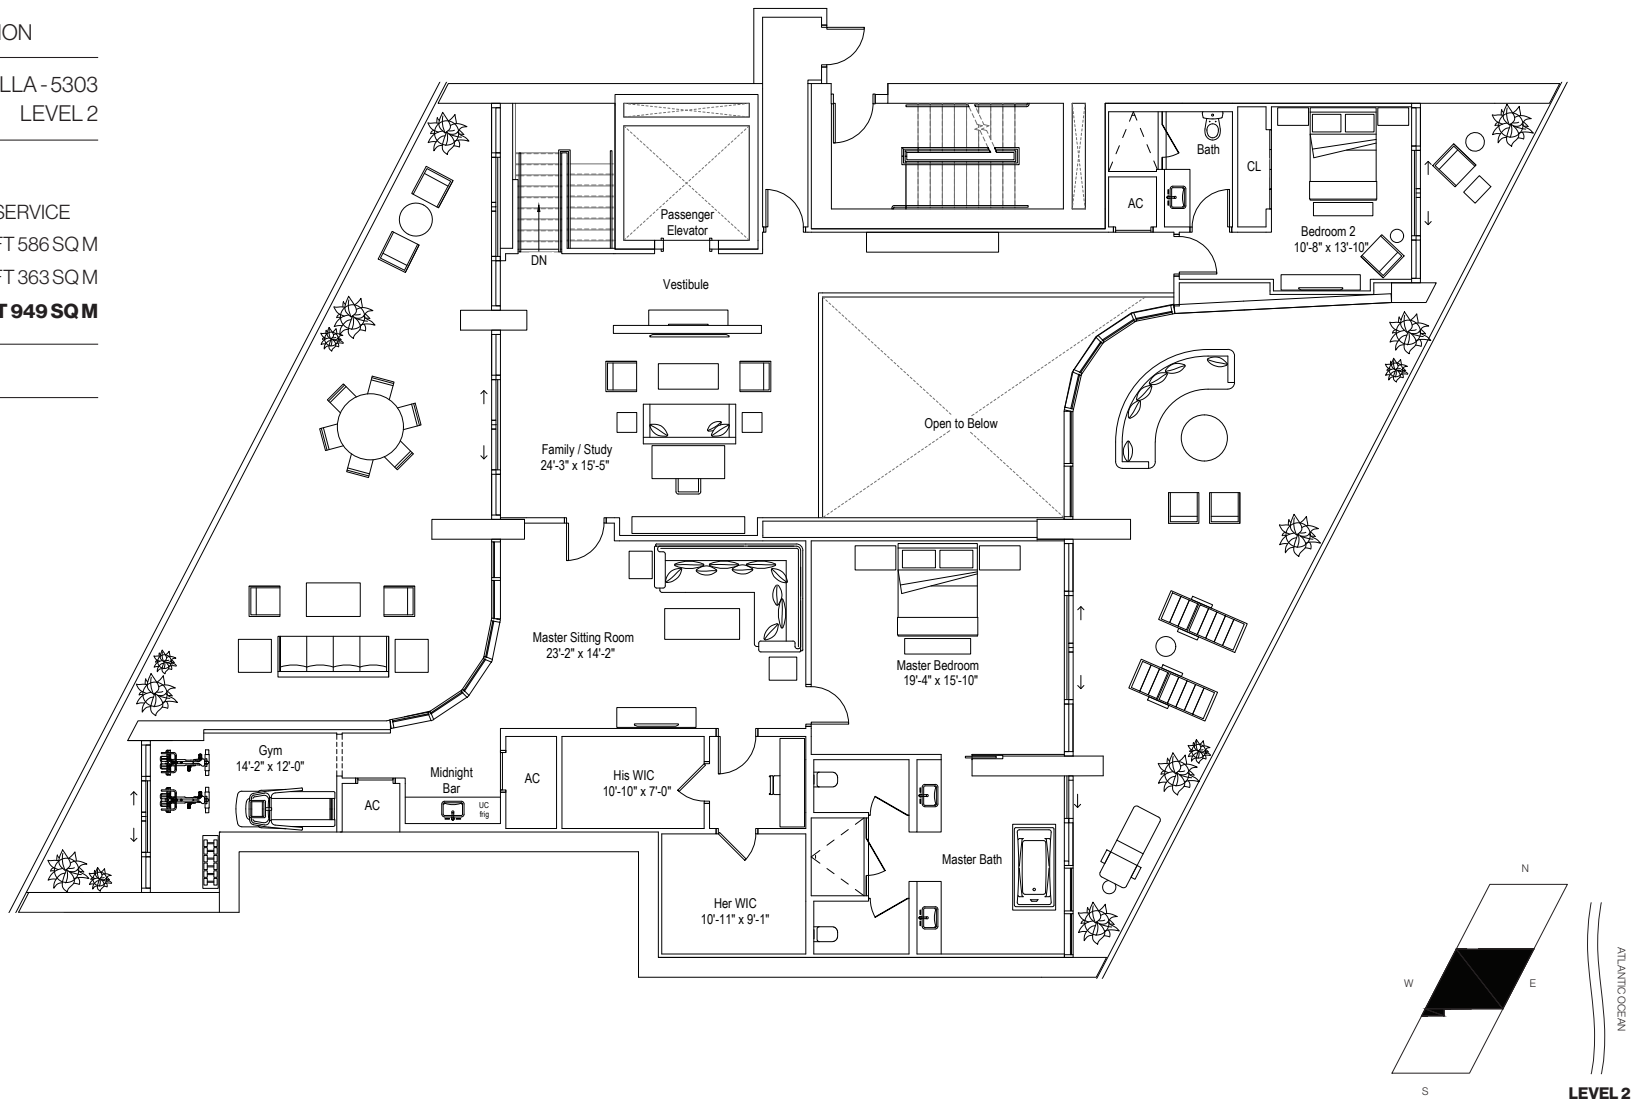 ION
LLA - 5303
LEVEL 2
SERVICE
FT 586 SQ M
FT 363 SQ M
T 949 SQ M
Passenger
Elevator
DN
Vestibule
Bath
CL
AC
Bedroom 2
10'-8" x 13'-10"
Open to Below
Family / Study
24'-3" x 15'-5"
Master Sitting Room
23'-2" x 14'-2"
Master Bedroom
19'-4" x 15'-10"
Gym
14'-2" x 12'-0"
Midnight
Bar
AC
UC
frig
AC
His WIC
10'-10" x 7'-0"
Her WIC
10'-11" x 9'-1"
Master Bath
N
W
E
S
ATLANTIC OCEAN
LEVEL 2